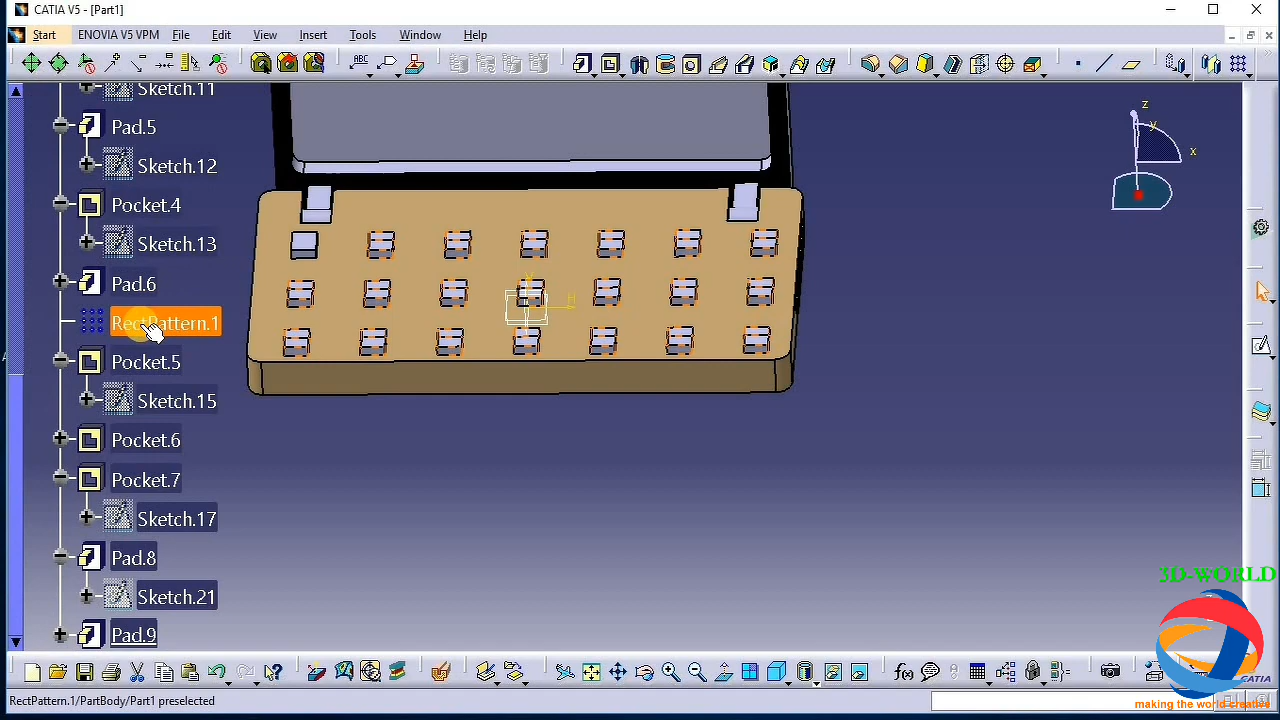 CATIA V5 - [Part1]
Start ENOVIA V5 VPM File Edit View Insert Tools Window Help
ABC
Sketch.11
Pad.5
Sketch.12
Pocket.4
Sketch.13
Pad.6
RectPattern.1
Pocket.5
Sketch.15
Pocket.6
Pocket.7
Sketch.17
Pad.8
Sketch.21
Pad.9
z
y
x
V
H
3D-WORLD
CATIA
making the world creative
f(x)
RectPattern.1/PartBody/Part1 preselected